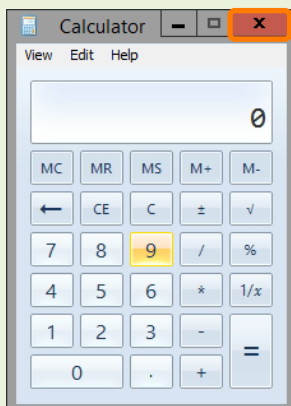 Calculator x
View Edit Help
0
MC MR MS M+ M-
← CE C ± √
7 8 9 / %
4 5 6 * 1/x
1 2 3 - =
0 . +